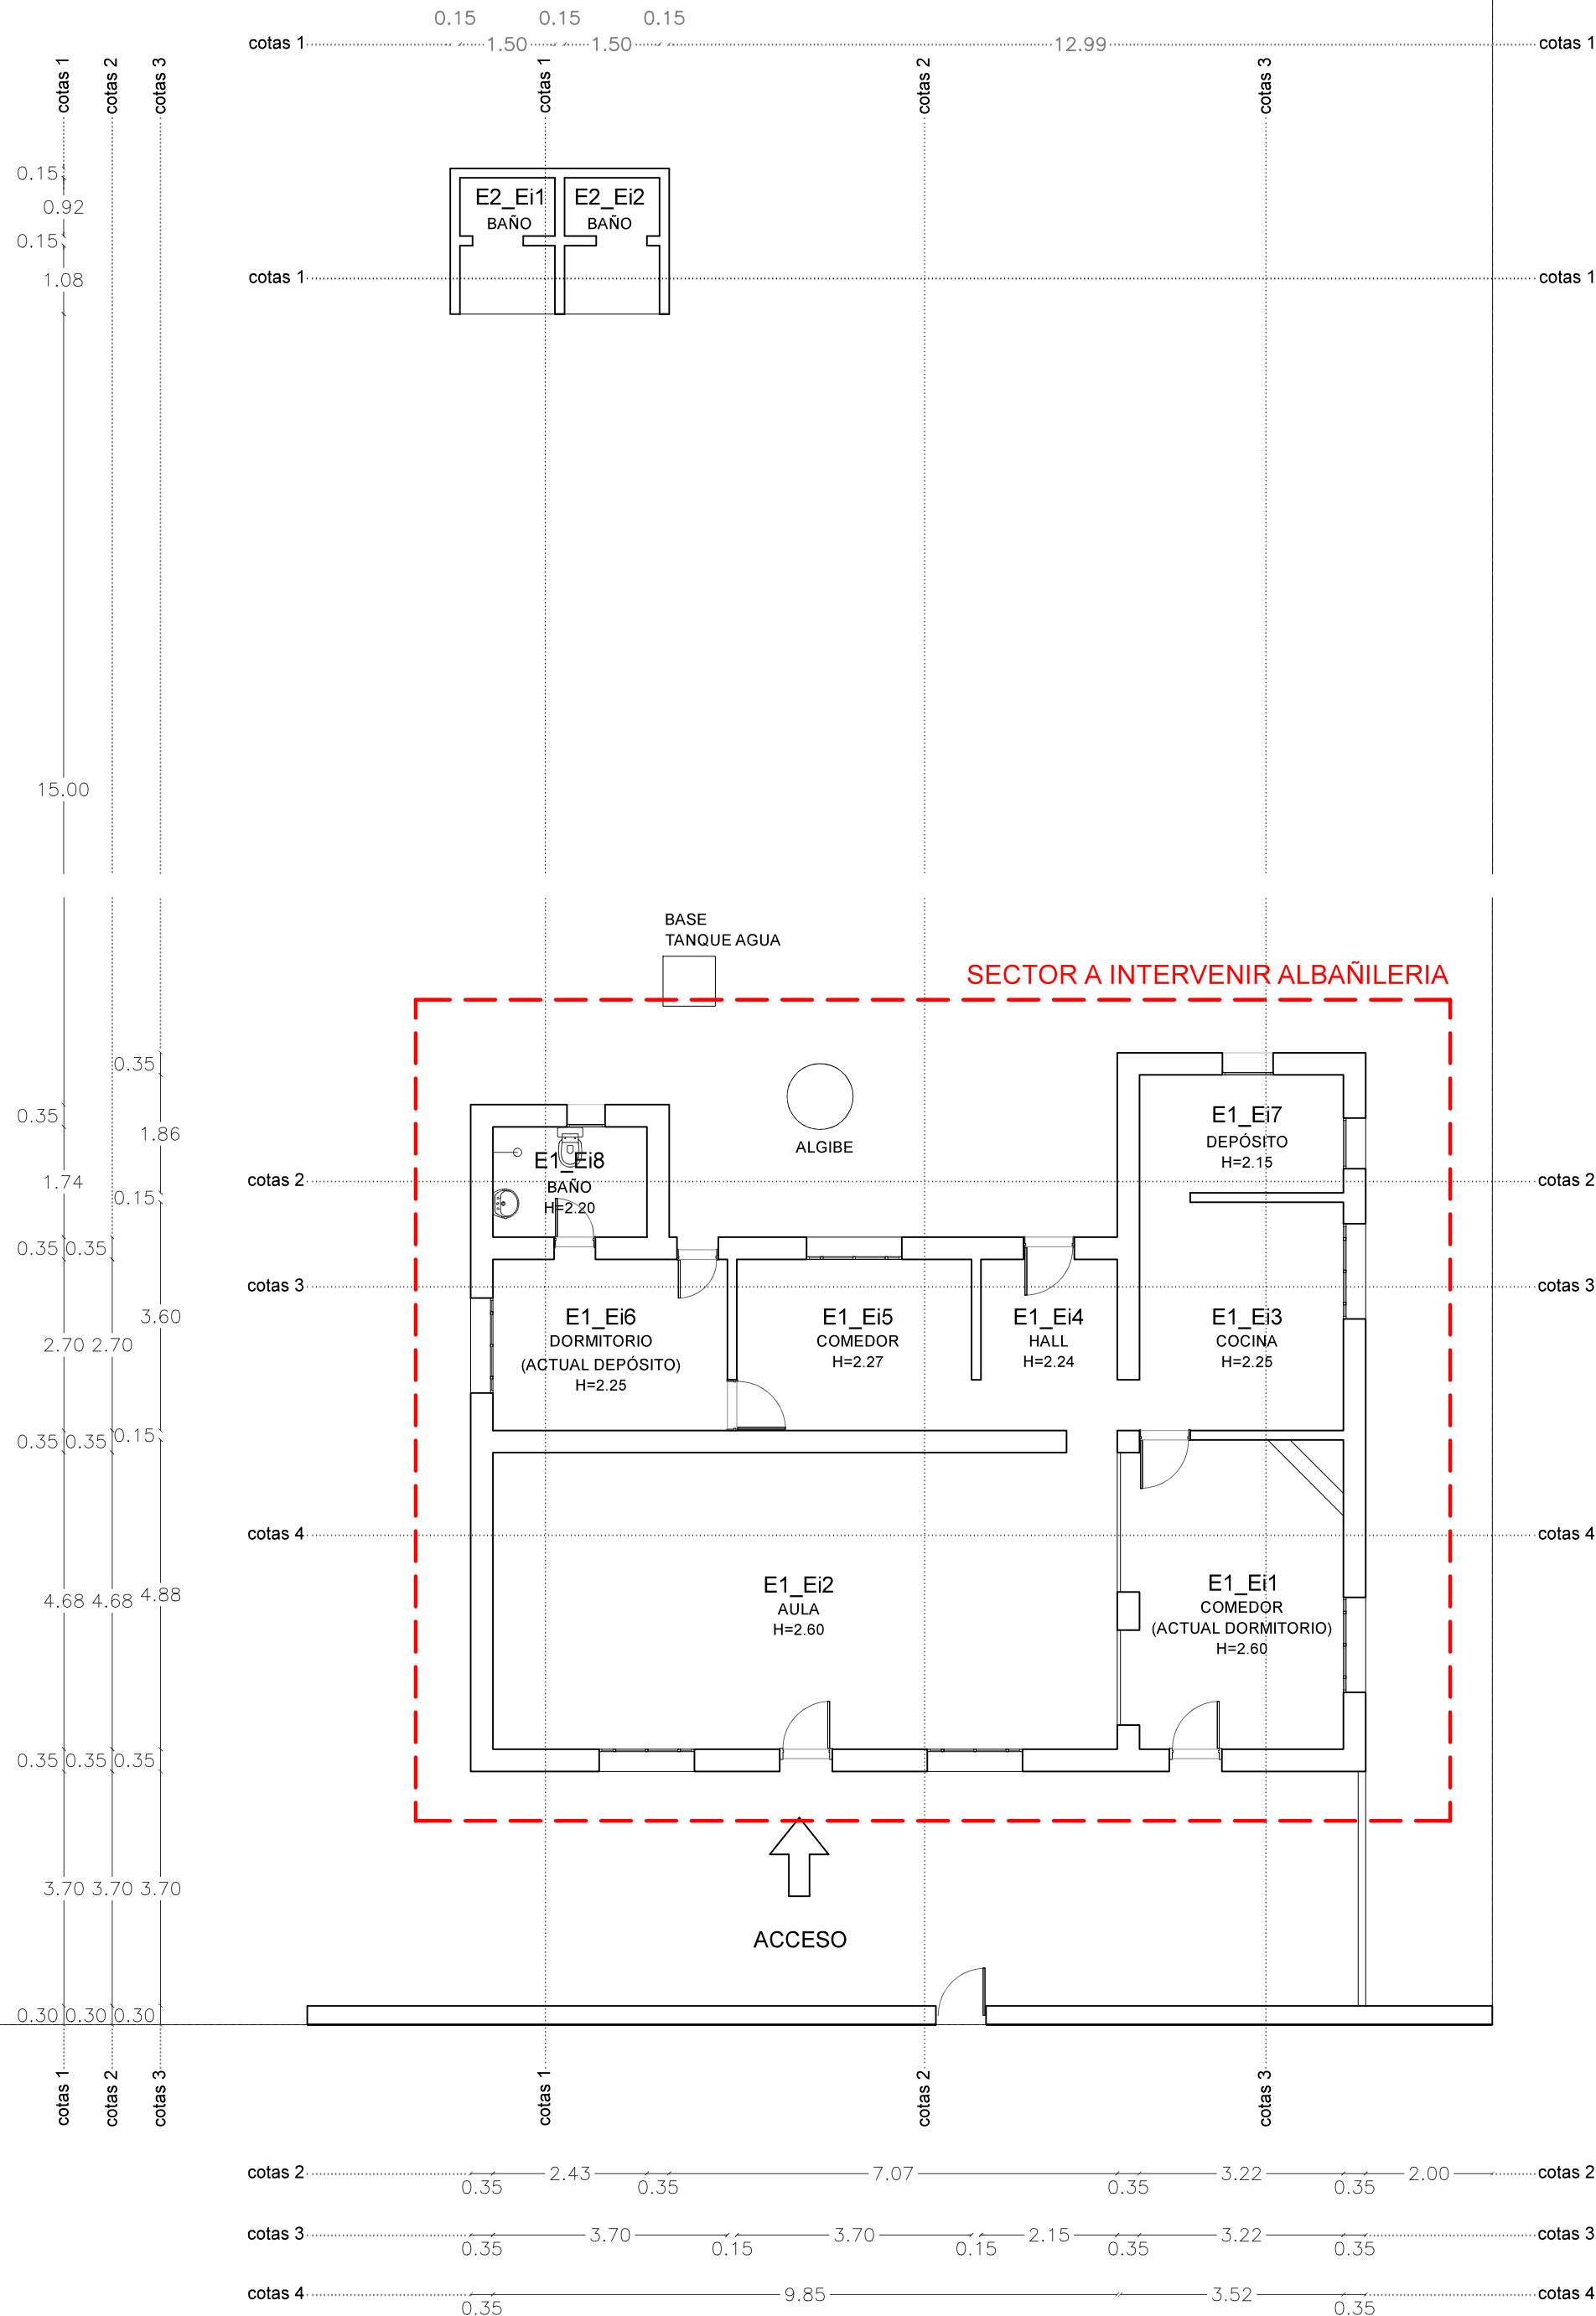 0.15 0.15 0.15
cotas 1 1.50 1.50 12.99 cotas 1
cotas 1 cotas 2 cotas 3 cotas 1 cotas 2 cotas 3
0.15
0.92
0.15
1.08
E2_Ei1 E2_Ei2
BAÑO BAÑO
cotas 1 cotas 1
15.00
BASE
TANQUE AGUA
SECTOR A INTERVENIR ALBAÑILERIA
0.35
0.35
1.86
1.74
0.15
0.35 0.35
3.60
2.70 2.70
0.35 0.35 0.15
4.68 4.68 4.88
0.35 0.35 0.35
3.70 3.70 3.70
0.30 0.30 0.30
ALGIBE
E1_Ei7
DEPÓSITO
H=2.15
E1_Ei8
BAÑO
H=2.20
cotas 2 cotas 2
cotas 3 cotas 3
E1_Ei6
DORMITORIO
(ACTUAL DEPÓSITO)
H=2.25
E1_Ei5
COMEDOR
H=2.27
E1_Ei4
HALL
H=2.24
E1_Ei3
COCINA
H=2.25
cotas 4 cotas 4
E1_Ei2
AULA
H=2.60
E1_Ei1
COMEDOR
(ACTUAL DORMITORIO)
H=2.60
ACCESO
cotas 1 cotas 2 cotas 3 cotas 1 cotas 2 cotas 3
cotas 2 2.43 7.07 3.22 2.00 cotas 2
0.35 0.35 0.35 0.35
cotas 3 3.70 3.70 2.15 3.22 cotas 3
0.35 0.15 0.15 0.35 0.35
cotas 4 9.85 3.52 cotas 4
0.35 0.35